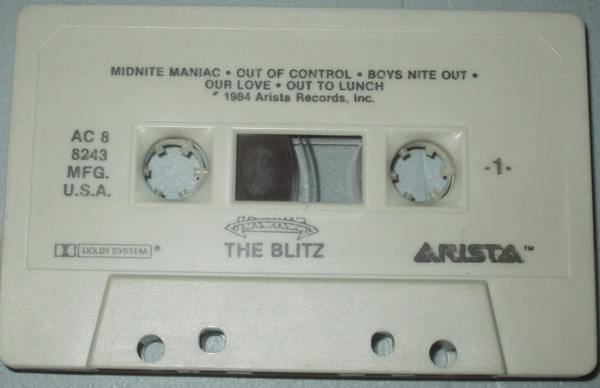 MIDNITE MANIAC • OUT OF CONTROL • BOYS NITE OUT •
OUR LOVE • OUT TO LUNCH
℗ 1984 Arista Records, Inc.
AC 8
8243
MFG.
U.S.A.
-1-
DOLBY SYSTEM®
THE BLITZ
ARISTA™